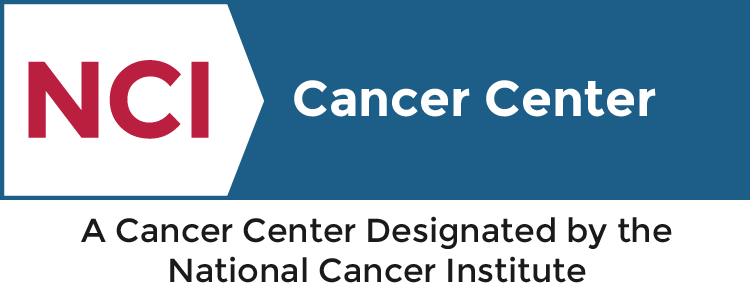 NCI Cancer Center
A Cancer Center Designated by the
National Cancer Institute